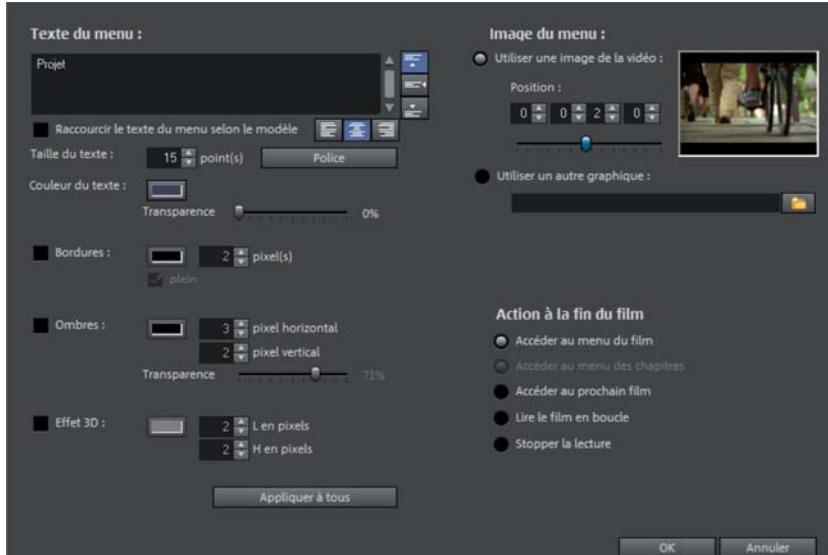 Texte du menu :
Projet
Raccourcir le texte du menu selon le modèle
Taille du texte :
15 point(s)
Police
Couleur du texte :
Transparence
0%
Bordures :
2 pixel(s)
plein
Ombres :
3 pixel horizontal
2 pixel vertical
Transparence
71%
Effet 3D :
2 L en pixels
2 H en pixels
Appliquer à tous
Image du menu :
Utiliser une image de la vidéo :
Position :
0 0 2 0
Utiliser un autre graphique :
Action à la fin du film
Accéder au menu du film
Accéder au menu des chapitres
Accéder au prochain film
Lire le film en boucle
Stopper la lecture
OK
Annuler